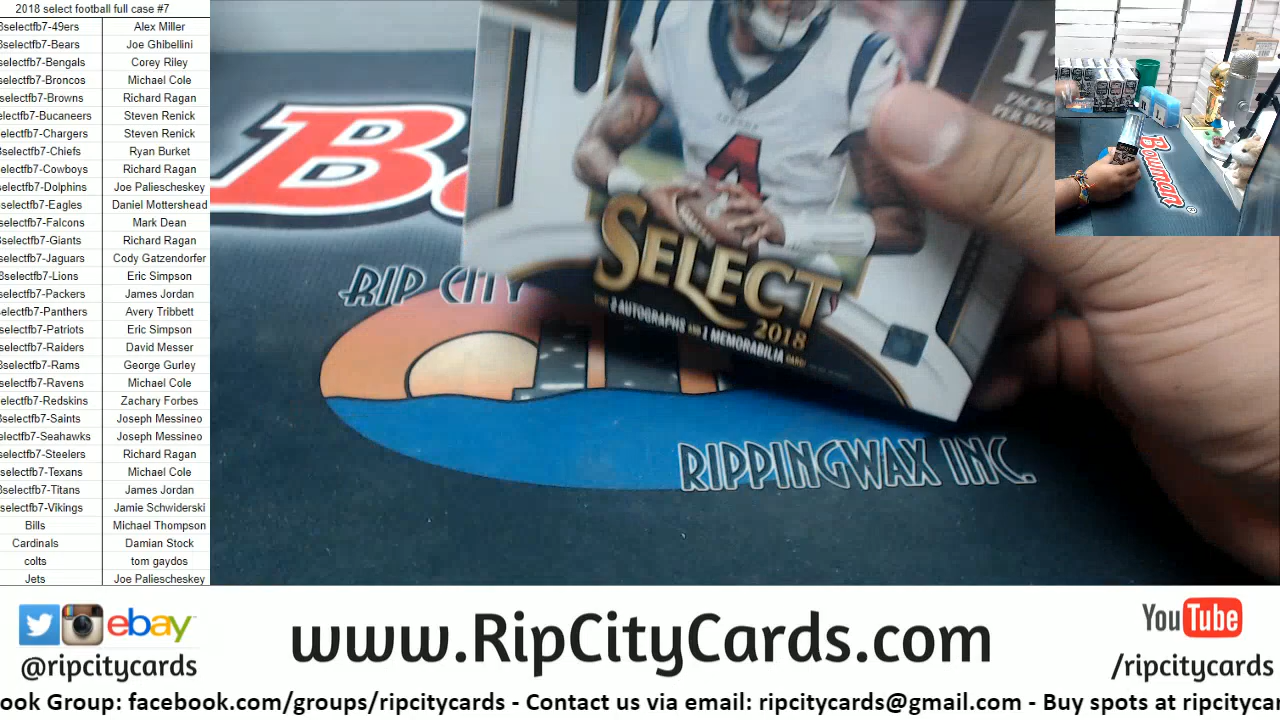 2018 select football full case #7
8selectfb7-49ers Alex Miller
8selectfb7-Bears Joe Ghibellini
selectfb7-Bengals Corey Riley
selectfb7-Broncos Michael Cole
selectfb7-Browns Richard Ragan
electfb7-Bucaneers Steven Renick
electfb7-Chargers Steven Renick
8selectfb7-Chiefs Ryan Burket
electfb7-Cowboys Richard Ragan
selectfb7-Dolphins Joe Paliescheskey
selectfb7-Eagles Daniel Mottershead
selectfb7-Falcons Mark Dean
8selectfb7-Giants Richard Ragan
selectfb7-Jaguars Cody Gatzendorfer
8selectfb7-Lions Eric Simpson
selectfb7-Packers James Jordan
electfb7-Panthers Avery Tribbett
selectfb7-Patriots Eric Simpson
selectfb7-Raiders David Messer
8selectfb7-Rams George Gurley
selectfb7-Ravens Michael Cole
electfb7-Redskins Zachary Forbes
8selectfb7-Saints Joseph Messineo
electfb7-Seahawks Joseph Messineo
selectfb7-Steelers Richard Ragan
selectfb7-Texans Michael Cole
8selectfb7-Titans James Jordan
selectfb7-Vikings Jamie Schwiderski
Bills Michael Thompson
Cardinals Damian Stock
colts tom gaydos
Jets Joe Paliescheskey
B
RIP CITY
RIPPINGWAX INC.
12
PER BOX
4
SELECT
2018
2 AUTOGRAPHS AND 1 MEMORABILIA CARD
Bowman
ebay
@ripcitycards
www.RipCityCards.com
YouTube
/ripcitycards
ook Group: facebook.com/groups/ripcitycards - Contact us via email: ripcitycards@gmail.com - Buy spots at ripcitycar